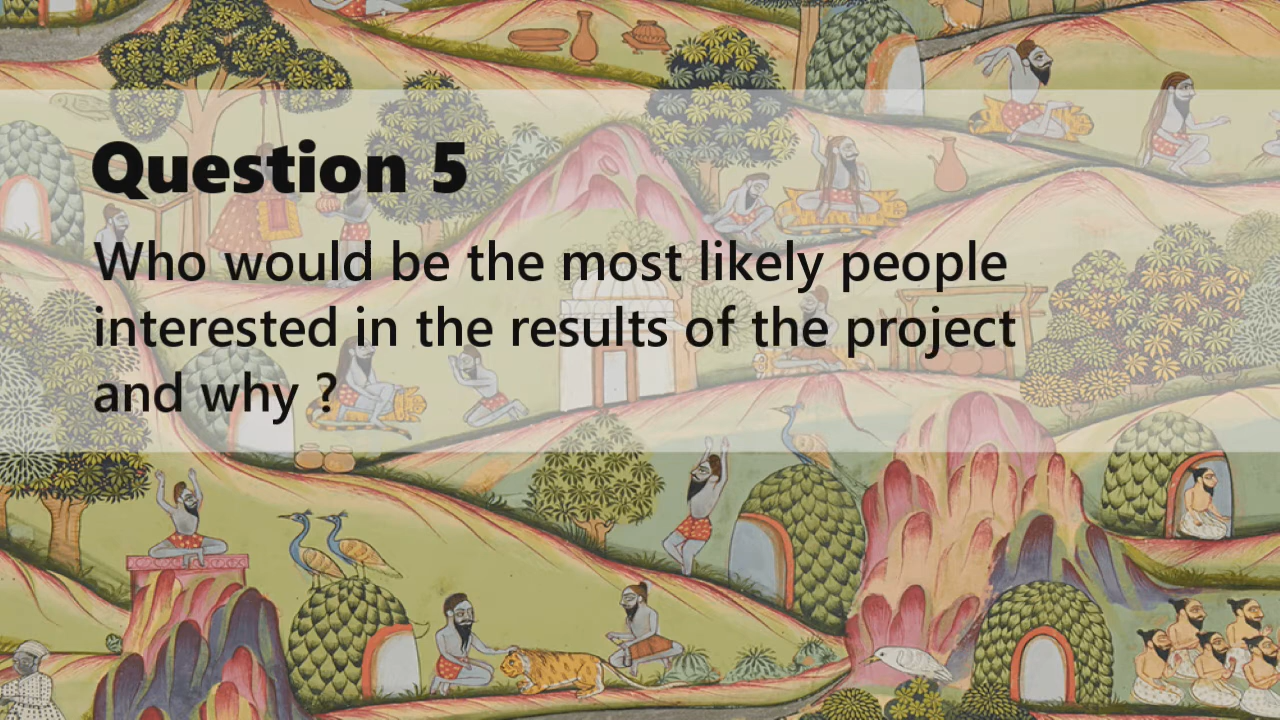 Question 5
Who would be the most likely people
interested in the results of the project
and why ?